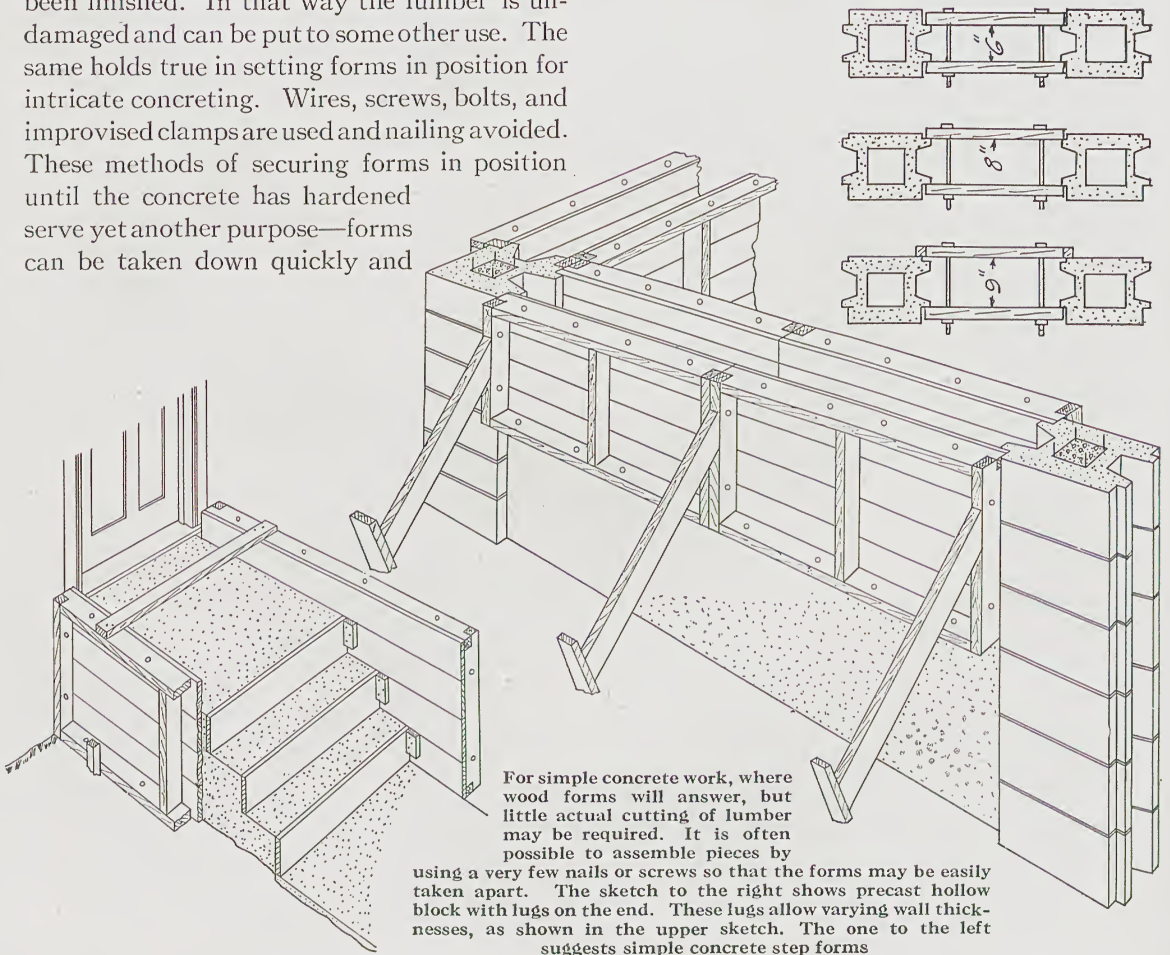 been finished. In that way the lumber is un-
damaged and can be put to some other use. The
same holds true in setting forms in position for
intricate concreting. Wires, screws, bolts, and
improvised clamps are used and nailing avoided.
These methods of securing forms in position
until the concrete has hardened
serve yet another purpose—forms
can be taken down quickly and
6"
8"
9"
For simple concrete work, where
wood forms will answer, but
little actual cutting of lumber
may be required. It is often
possible to assemble pieces by
using a very few nails or screws so that the forms may be easily
taken apart. The sketch to the right shows precast hollow
block with lugs on the end. These lugs allow varying wall thick-
nesses, as shown in the upper sketch. The one to the left
suggests simple concrete step forms